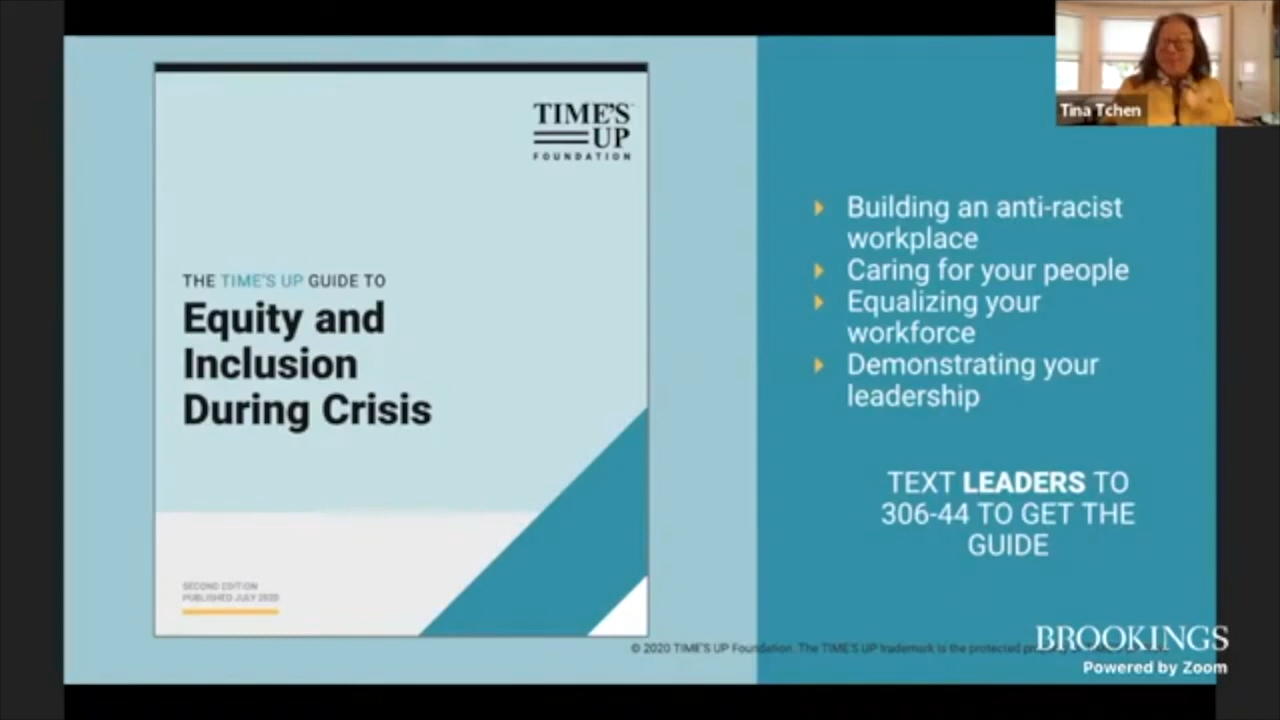 Tina Tchen
TIME'S
UP
FOUNDATION
THE TIME'S UP GUIDE TO
Equity and
Inclusion
During Crisis
SECOND EDITION
PUBLISHED JULY 2020
Building an anti-racist
workplace
Caring for your people
Equalizing your
workforce
Demonstrating your
leadership
TEXT LEADERS TO
306-44 TO GET THE
GUIDE
© 2020 TIME'S UP Foundation. The TIME'S UP trademark is the protected
BROOKINGS
Powered by Zoom